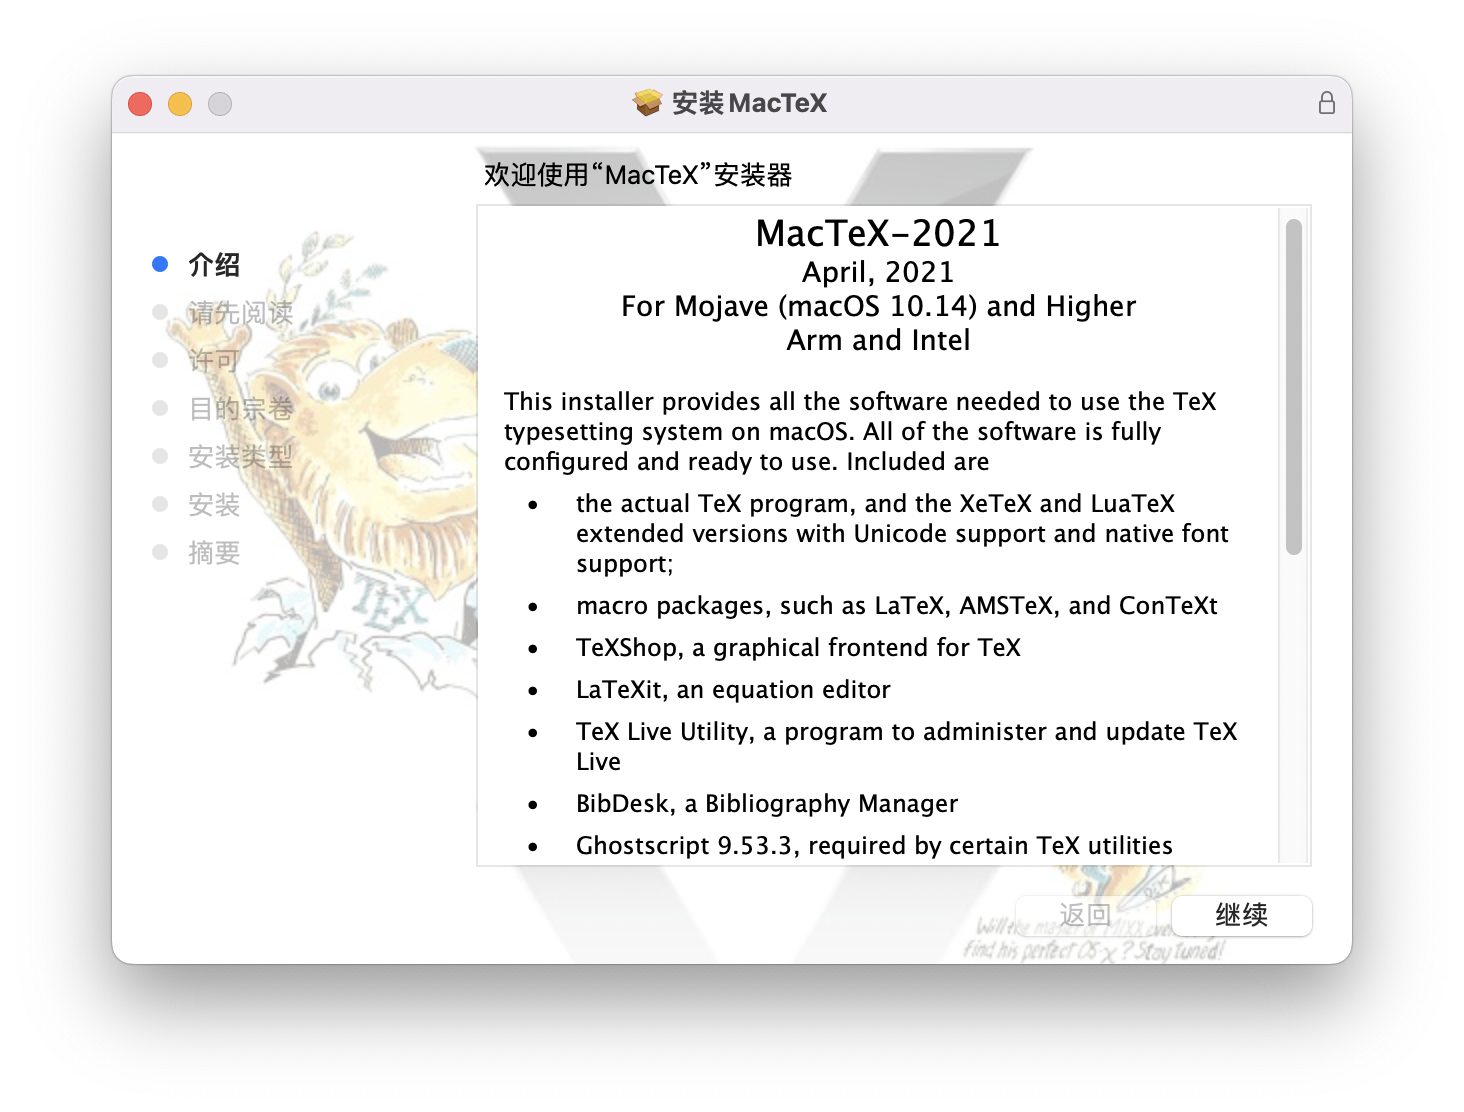 安装 MacTeX
欢迎使用“MacTeX”安装器
介绍
请先阅读
许可
目的宗卷
安装类型
安装
摘要
MacTeX-2021
April, 2021
For Mojave (macOS 10.14) and Higher
Arm and Intel
This installer provides all the software needed to use the TeX
typesetting system on macOS. All of the software is fully
configured and ready to use. Included are
• the actual TeX program, and the XeTeX and LuaTeX
extended versions with Unicode support and native font
support;
• macro packages, such as LaTeX, AMSTeX, and ConTeXt
• TeXShop, a graphical frontend for TeX
• LaTeXit, an equation editor
• TeX Live Utility, a program to administer and update TeX
Live
• BibDesk, a Bibliography Manager
• Ghostscript 9.53.3, required by certain TeX utilities
TEX
返回
继续
Will the master of MIXX ever
find his perfect OS-X? Stay tuned!